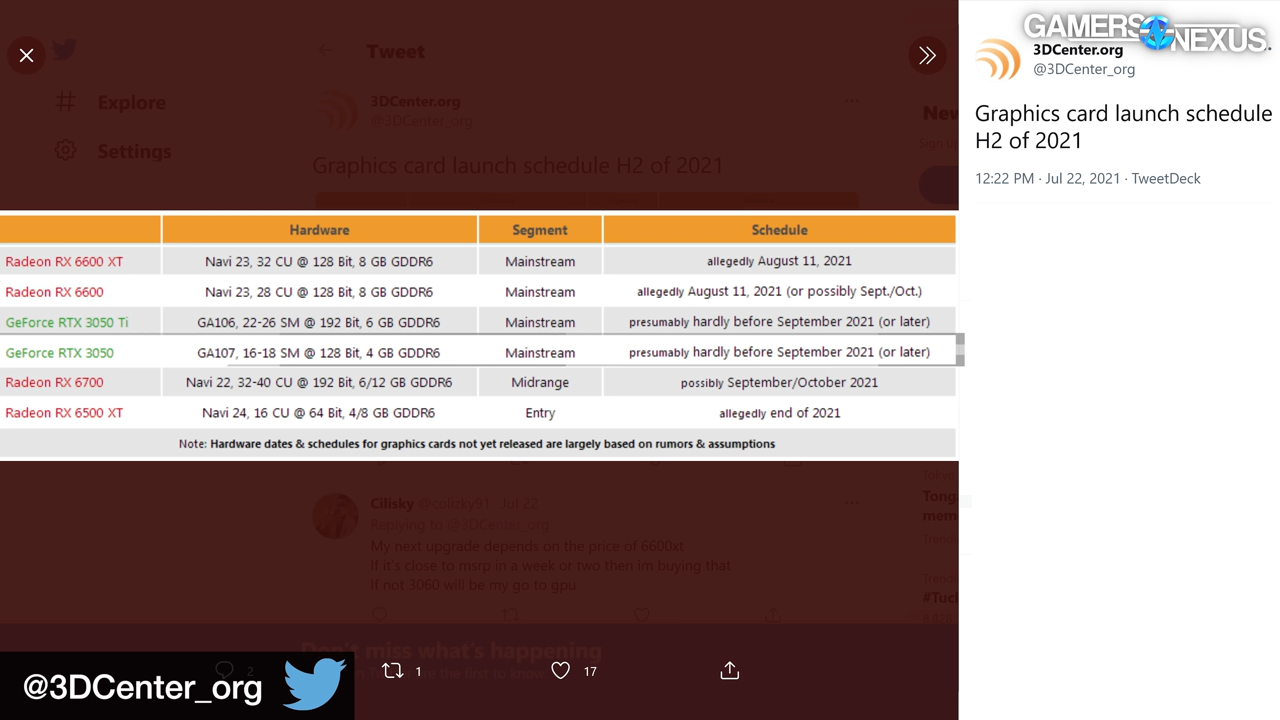 Tweet
Explore
Settings
3DCenter.org
@3DCenter_org
Graphics card launch schedule H2 of 2021
Hardware Segment Schedule
Radeon RX 6600 XT Navi 23, 32 CU @ 128 Bit, 8 GB GDDR6 Mainstream allegedly August 11, 2021
Radeon RX 6600 Navi 23, 28 CU @ 128 Bit, 8 GB GDDR6 Mainstream allegedly August 11, 2021 (or possibly Sept./Oct.)
GeForce RTX 3050 Ti GA106, 22-26 SM @ 192 Bit, 6 GB GDDR6 Mainstream presumably hardly before September 2021 (or later)
GeForce RTX 3050 GA107, 16-18 SM @ 128 Bit, 4 GB GDDR6 Mainstream presumably hardly before September 2021 (or later)
Radeon RX 6700 Navi 22, 32-40 CU @ 192 Bit, 6/12 GB GDDR6 Midrange possibly September/October 2021
Radeon RX 6500 XT Navi 24, 16 CU @ 64 Bit, 4/8 GB GDDR6 Entry allegedly end of 2021
Note: Hardware dates & schedules for graphics cards not yet released are largely based on rumors & assumptions
Cilisky @colizky91 · Jul 22
Replying to @3DCenter_org
My next upgrade depends on the price of 6600xt
If it's close to msrp in a week or two then im buying that
If not 3060 will be my go to gpu
Don't miss what's happening
are the first to know
2 1 17
@3DCenter_org
GAMERS NEXUS
3DCenter.org
@3DCenter_org
Graphics card launch schedule
H2 of 2021
12:22 PM · Jul 22, 2021 · TweetDeck